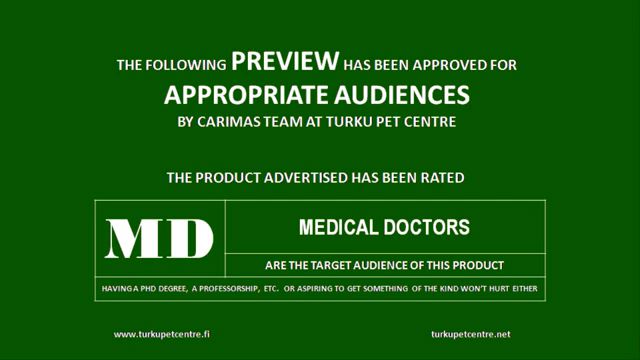 THE FOLLOWING PREVIEW HAS BEEN APPROVED FOR
APPROPRIATE AUDIENCES
BY CARIMAS TEAM AT TURKU PET CENTRE
THE PRODUCT ADVERTISED HAS BEEN RATED
MD
MEDICAL DOCTORS
ARE THE TARGET AUDIENCE OF THIS PRODUCT
HAVING A PHD DEGREE, A PROFESSORSHIP, ETC. OR ASPIRING TO GET SOMETHING OF THE KIND WON'T HURT EITHER
www.turkupetcentre.fi
www.turkupetcentre.net